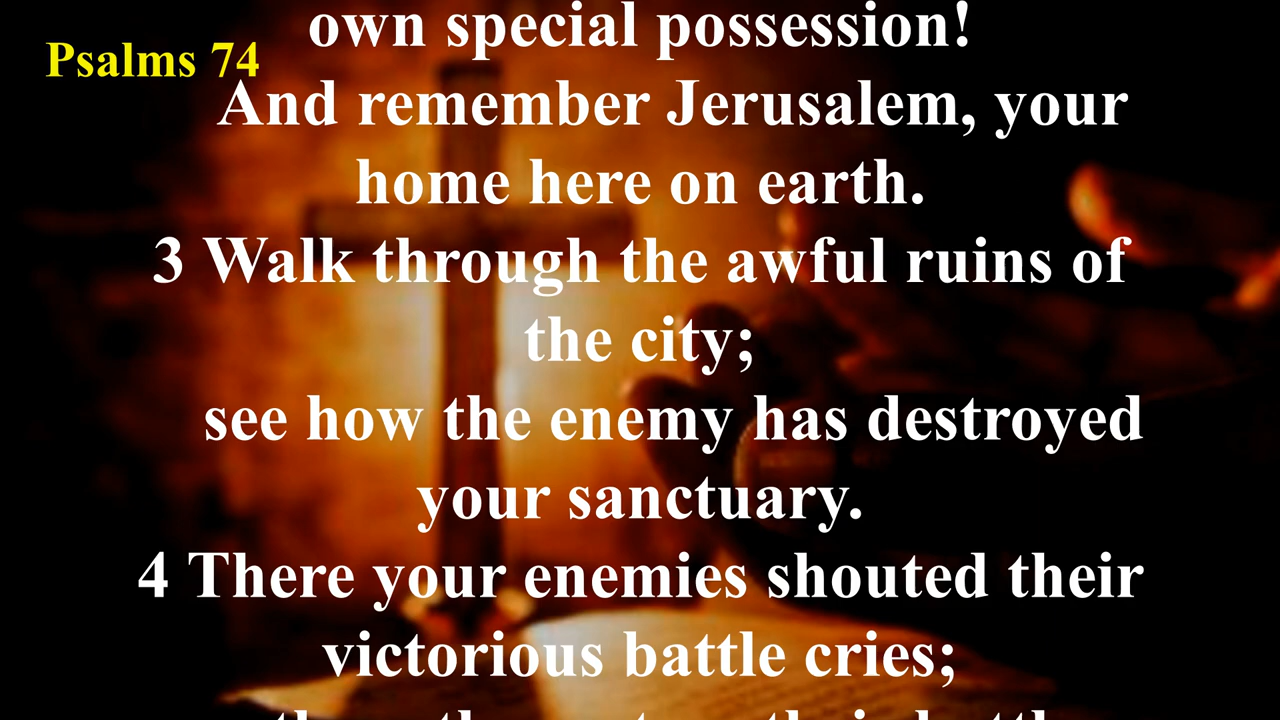 own special possession!
Psalms 74
And remember Jerusalem, your
home here on earth.
3 Walk through the awful ruins of
the city;
see how the enemy has destroyed
your sanctuary.
4 There your enemies shouted their
victorious battle cries;